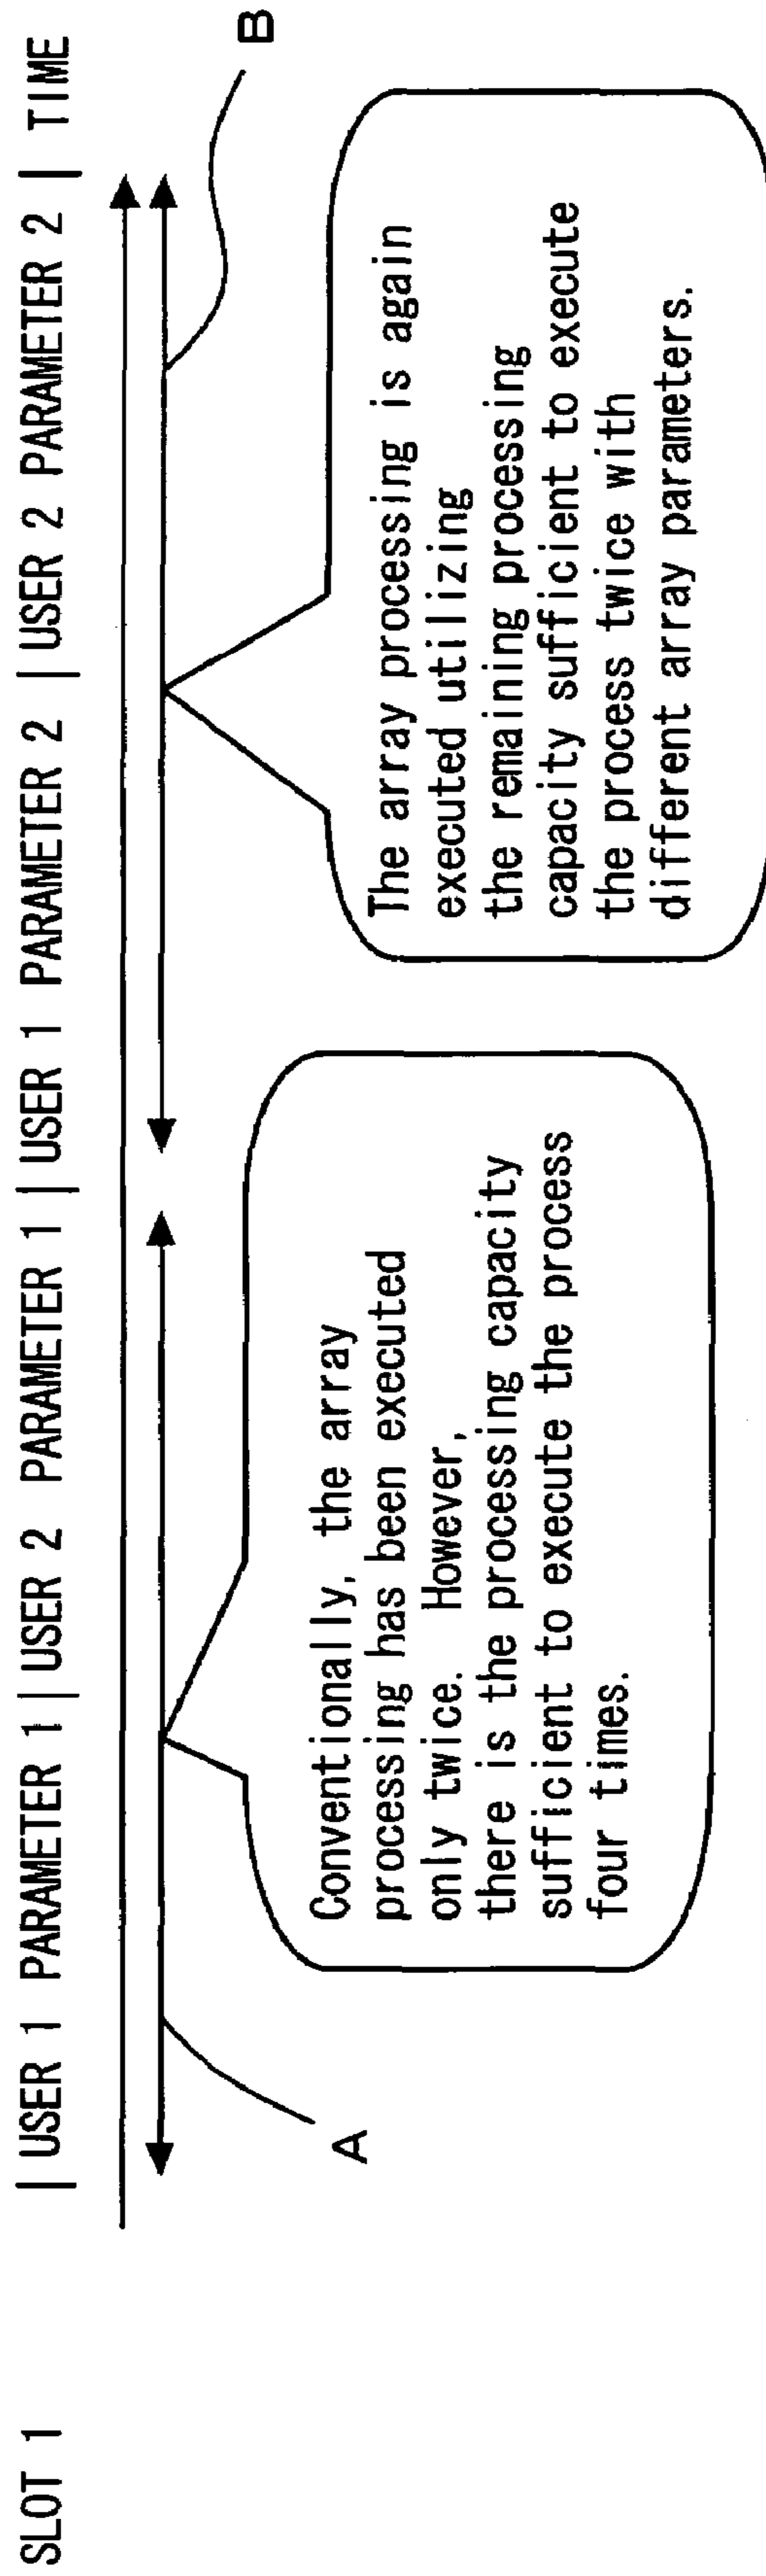 SLOT 1 | USER 1 PARAMETER 1 | USER 2 PARAMETER 1 | USER 1 PARAMETER 2 | USER 2 PARAMETER 2 | TIME
A
B
Conventionally, the array
processing has been executed
only twice. However,
there is the processing capacity
sufficient to execute the process
four times.
The array processing is again
executed utilizing
the remaining processing
capacity sufficient to execute
the process twice with
different array parameters.